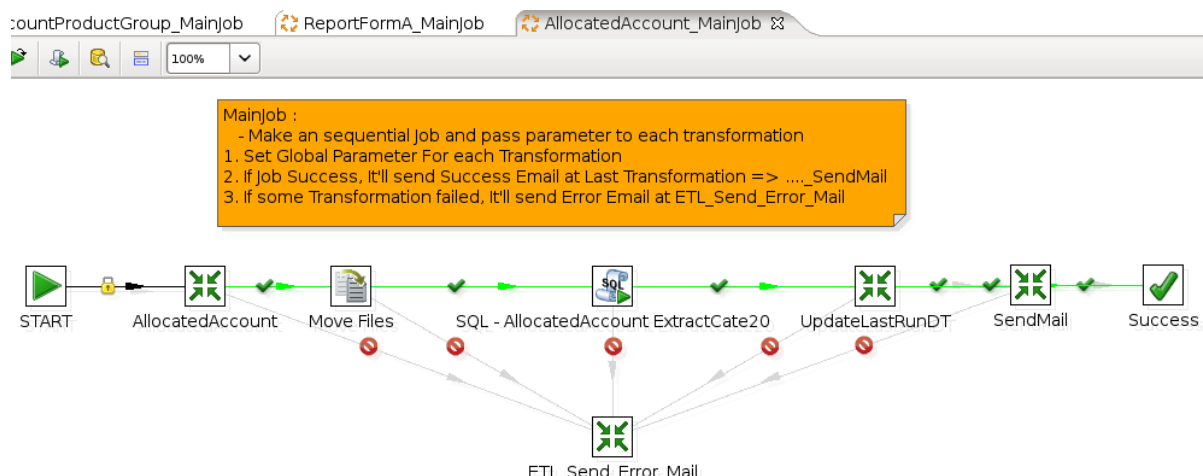 countProductGroup_MainJob
ReportFormA_MainJob
AllocatedAccount_MainJob
100%
MainJob :
- Make an sequential Job and pass parameter to each transformation
1. Set Global Parameter For each Transformation
2. If Job Success, It'll send Success Email at Last Transformation => ...._SendMail
3. If some Transformation failed, It'll send Error Email at ETL_Send_Error_Mail
SQL
START
AllocatedAccount
Move Files
SQL - AllocatedAccount ExtractCate20
UpdateLastRunDT
SendMail
Success
ETL_Send_Error_Mail